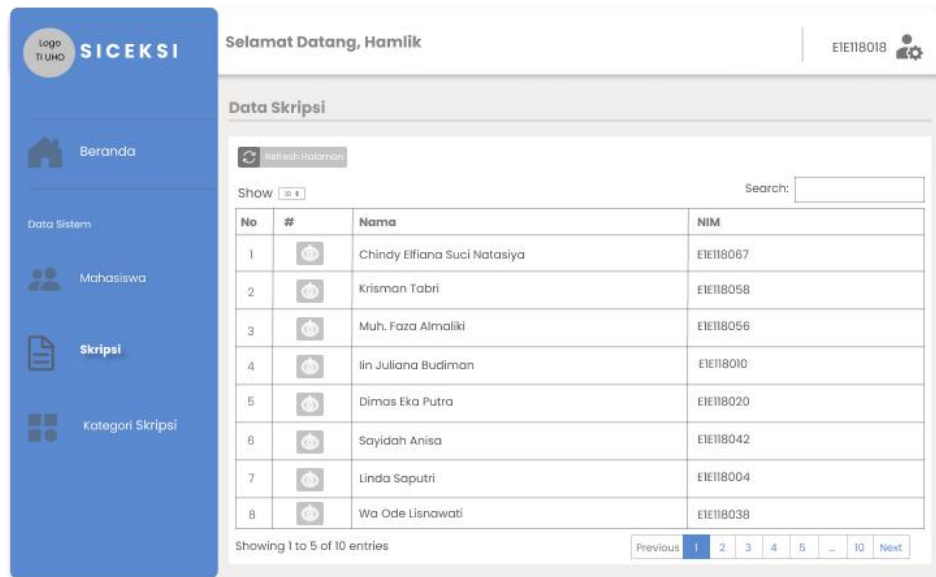 Logo
TI UHO
SICEKSI
Selamat Datang, Hamlik
E1E118018
Beranda
Data Sistem
Mahasiswa
Skripsi
Kategori Skripsi
Data Skripsi
Refresh Halaman
Show 10
Search:
No # Nama NIM
1 Chindy Elfiana Suci Natasiya E1E118067
2 Krisman Tabri E1E118058
3 Muh. Faza Almaliki E1E118056
4 Iin Juliana Budiman E1E118010
5 Dimas Eka Putra E1E118020
6 Sayidah Anisa E1E118042
7 Linda Saputri E1E118004
8 Wa Ode Lisnawati E1E118038
Showing 1 to 5 of 10 entries
Previous 1 2 3 4 5 ... 10 Next